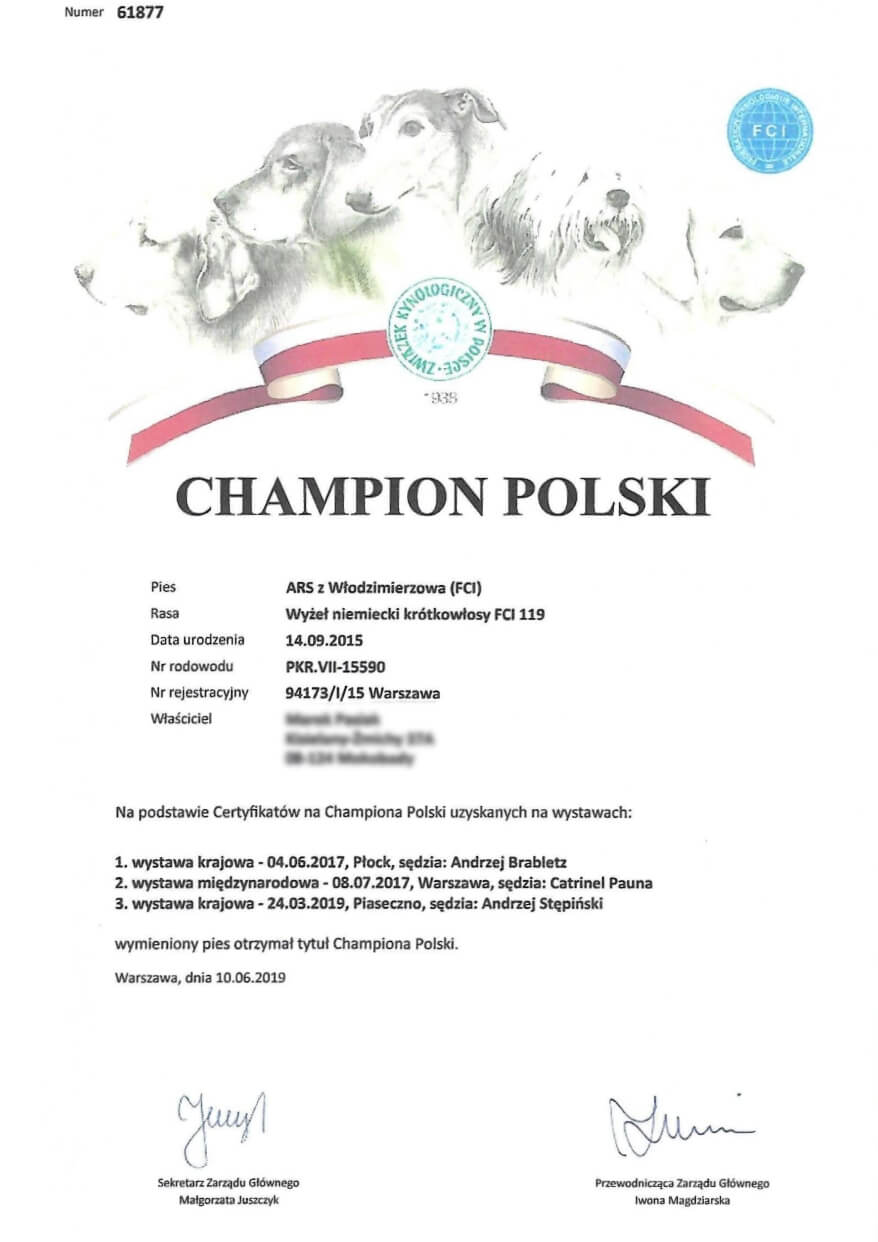 Numer 61877
FEDERATION CYNOLOGIQUE INTERNATIONALE
FCI
ZWIĄZEK KYNOLOGICZNY W POLSCE
1938
CHAMPION POLSKI
Pies ARS z Włodzimierzowa (FCI)
Rasa Wyżeł niemiecki krótkowłosy FCI 119
Data urodzenia 14.09.2015
Nr rodowodu PKR.VII-15590
Nr rejestracyjny 94173/I/15 Warszawa
Właściciel
Na podstawie Certyfikatów na Championa Polski uzyskanych na wystawach:
1. wystawa krajowa - 04.06.2017, Płock, sędzia: Andrzej Brabletz
2. wystawa międzynarodowa - 08.07.2017, Warszawa, sędzia: Catrinel Pauna
3. wystawa krajowa - 24.03.2019, Piaseczno, sędzia: Andrzej Stępiński
wymieniony pies otrzymał tytuł Championa Polski.
Warszawa, dnia 10.06.2019
Sekretarz Zarządu Głównego Przewodnicząca Zarządu Głównego
Małgorzata Juszczyk Iwona Magdziarska